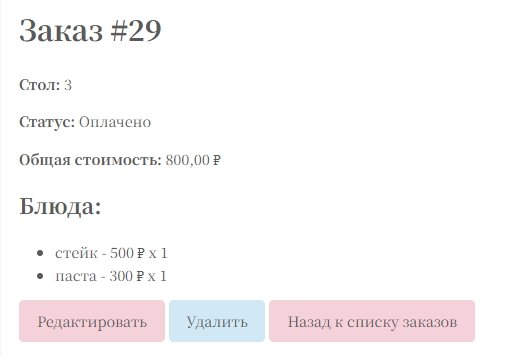 Заказ #29
Стол: 3
Статус: Оплачено
Общая стоимость: 800,00 ₽
Блюда:
стейк - 500 ₽ x 1
паста - 300 ₽ x 1
Редактировать Удалить Назад к списку заказов